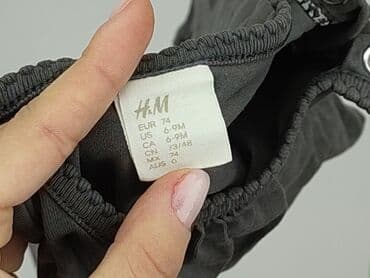 H&M
EUR 74
US 6-9M
CA 6-9M
CN 73/48
MX 74
AUS 0